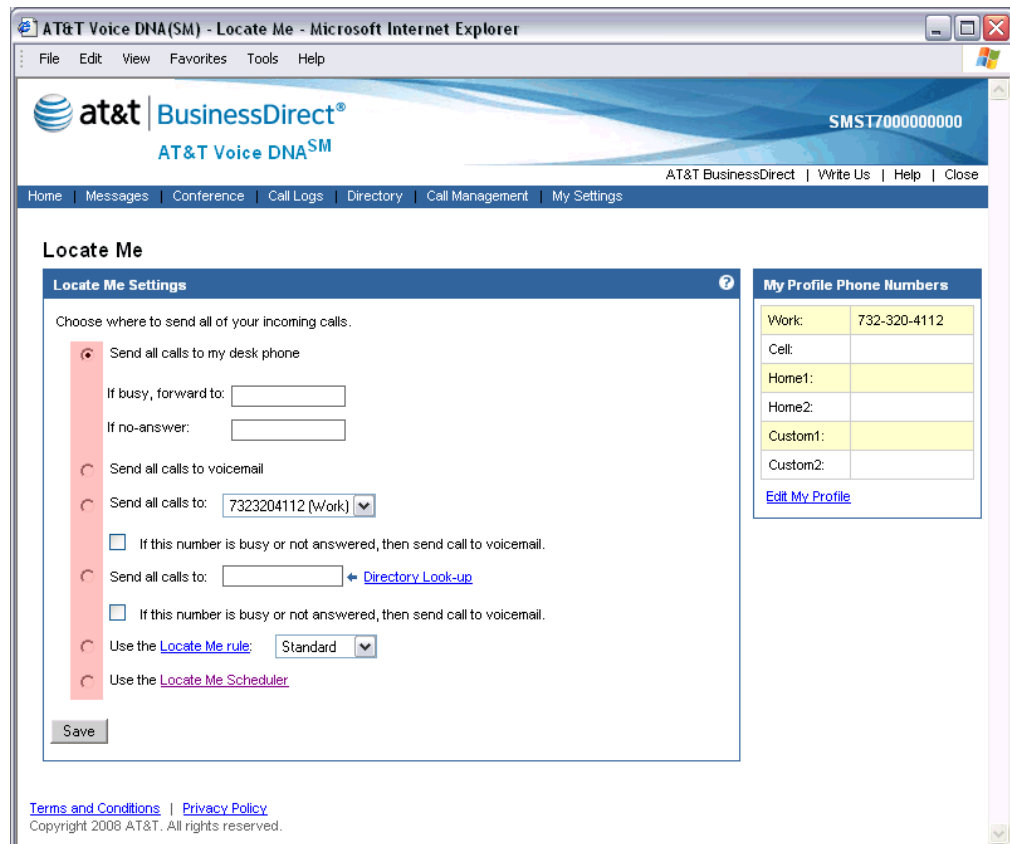 AT&T Voice DNA(SM) - Locate Me - Microsoft Internet Explorer
File Edit View Favorites Tools Help
at&t | BusinessDirect®
AT&T Voice DNA℠
SMST7000000000
AT&T BusinessDirect | Write Us | Help | Close
Home | Messages | Conference | Call Logs | Directory | Call Management | My Settings
Locate Me
Locate Me Settings ?
Choose where to send all of your incoming calls.
Send all calls to my desk phone
If busy, forward to:
If no-answer:
Send all calls to voicemail
Send all calls to: 7323204112 (Work)
If this number is busy or not answered, then send call to voicemail.
Send all calls to: Directory Look-up
If this number is busy or not answered, then send call to voicemail.
Use the Locate Me rule: Standard
Use the Locate Me Scheduler
Save
My Profile Phone Numbers
Work: 732-320-4112
Cell:
Home1:
Home2:
Custom1:
Custom2:
Edit My Profile
Terms and Conditions | Privacy Policy
Copyright 2008 AT&T. All rights reserved.